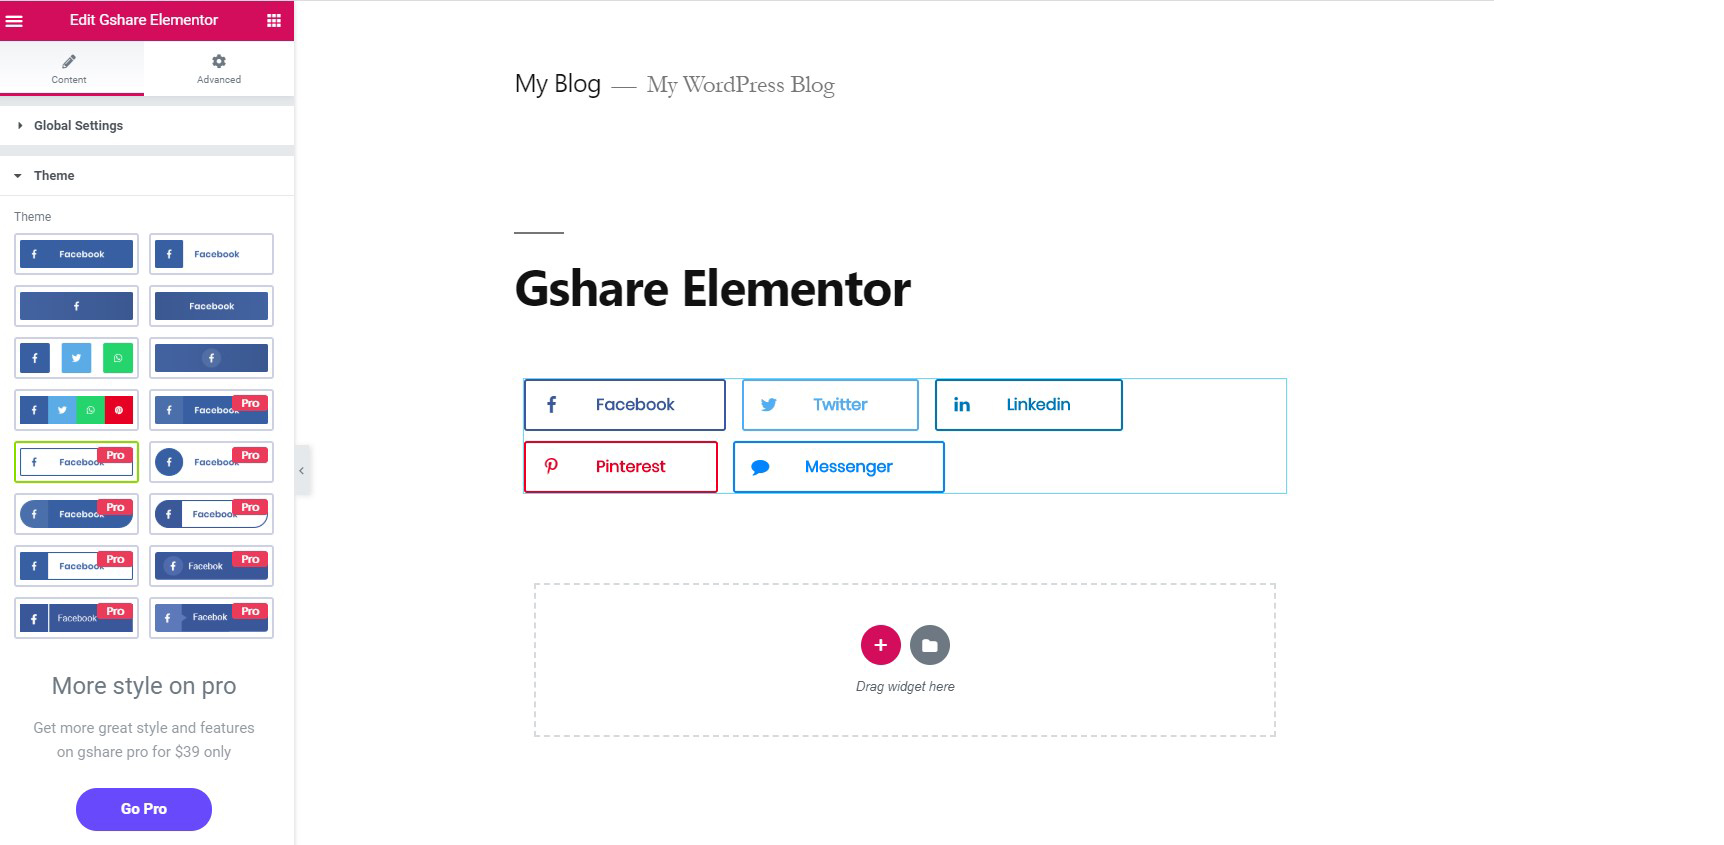 Edit Gshare Elementor
Content
Advanced
Global Settings
Theme
Theme
Facebook
Facebook
Facebook
Pro
Facebook
Pro
Facebook
Pro
Facebook
Pro
Facebook
Pro
Facebook
Pro
Facebook
Pro
Facebok
Pro
Facebook
Pro
Facebok
Pro
More style on pro
Get more great style and features
on gshare pro for $39 only
Go Pro
My Blog — My WordPress Blog
Gshare Elementor
Facebook
Twitter
Linkedin
Pinterest
Messenger
Drag widget here